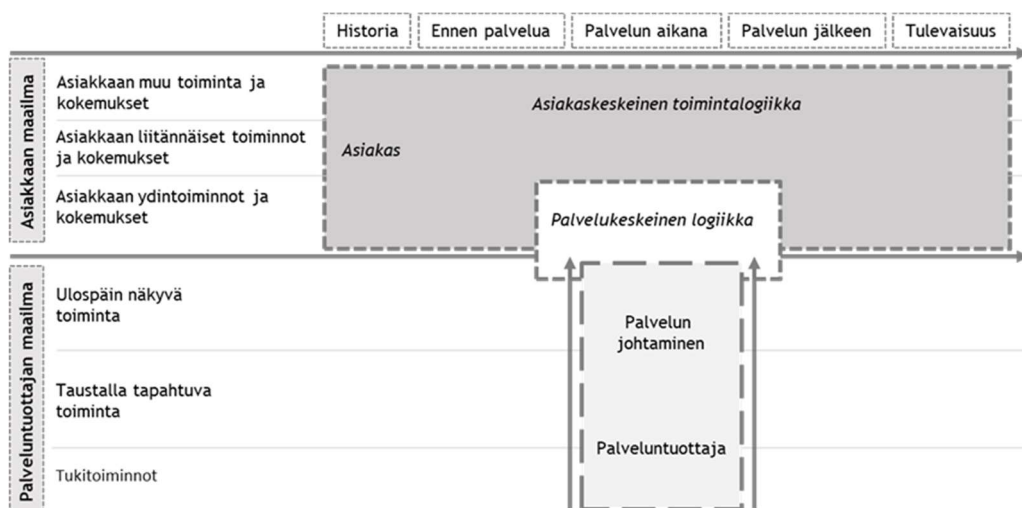 Historia
Ennen palvelua
Palvelun aikana
Palvelun jälkeen
Tulevaisuus
Asiakkaan maailma
Asiakkaan muu toiminta ja
kokemukset
Asiakaskeskeinen toimintalogiikka
Asiakkaan liitännäiset toiminnot
ja kokemukset
Asiakas
Asiakkaan ydintoiminnot ja
kokemukset
Palvelukeskeinen logiikka
Palveluntuottajan maailma
Ulospäin näkyvä
toiminta
Palvelun
johtaminen
Taustalla tapahtuva
toiminta
Palveluntuottaja
Tukitoiminnot